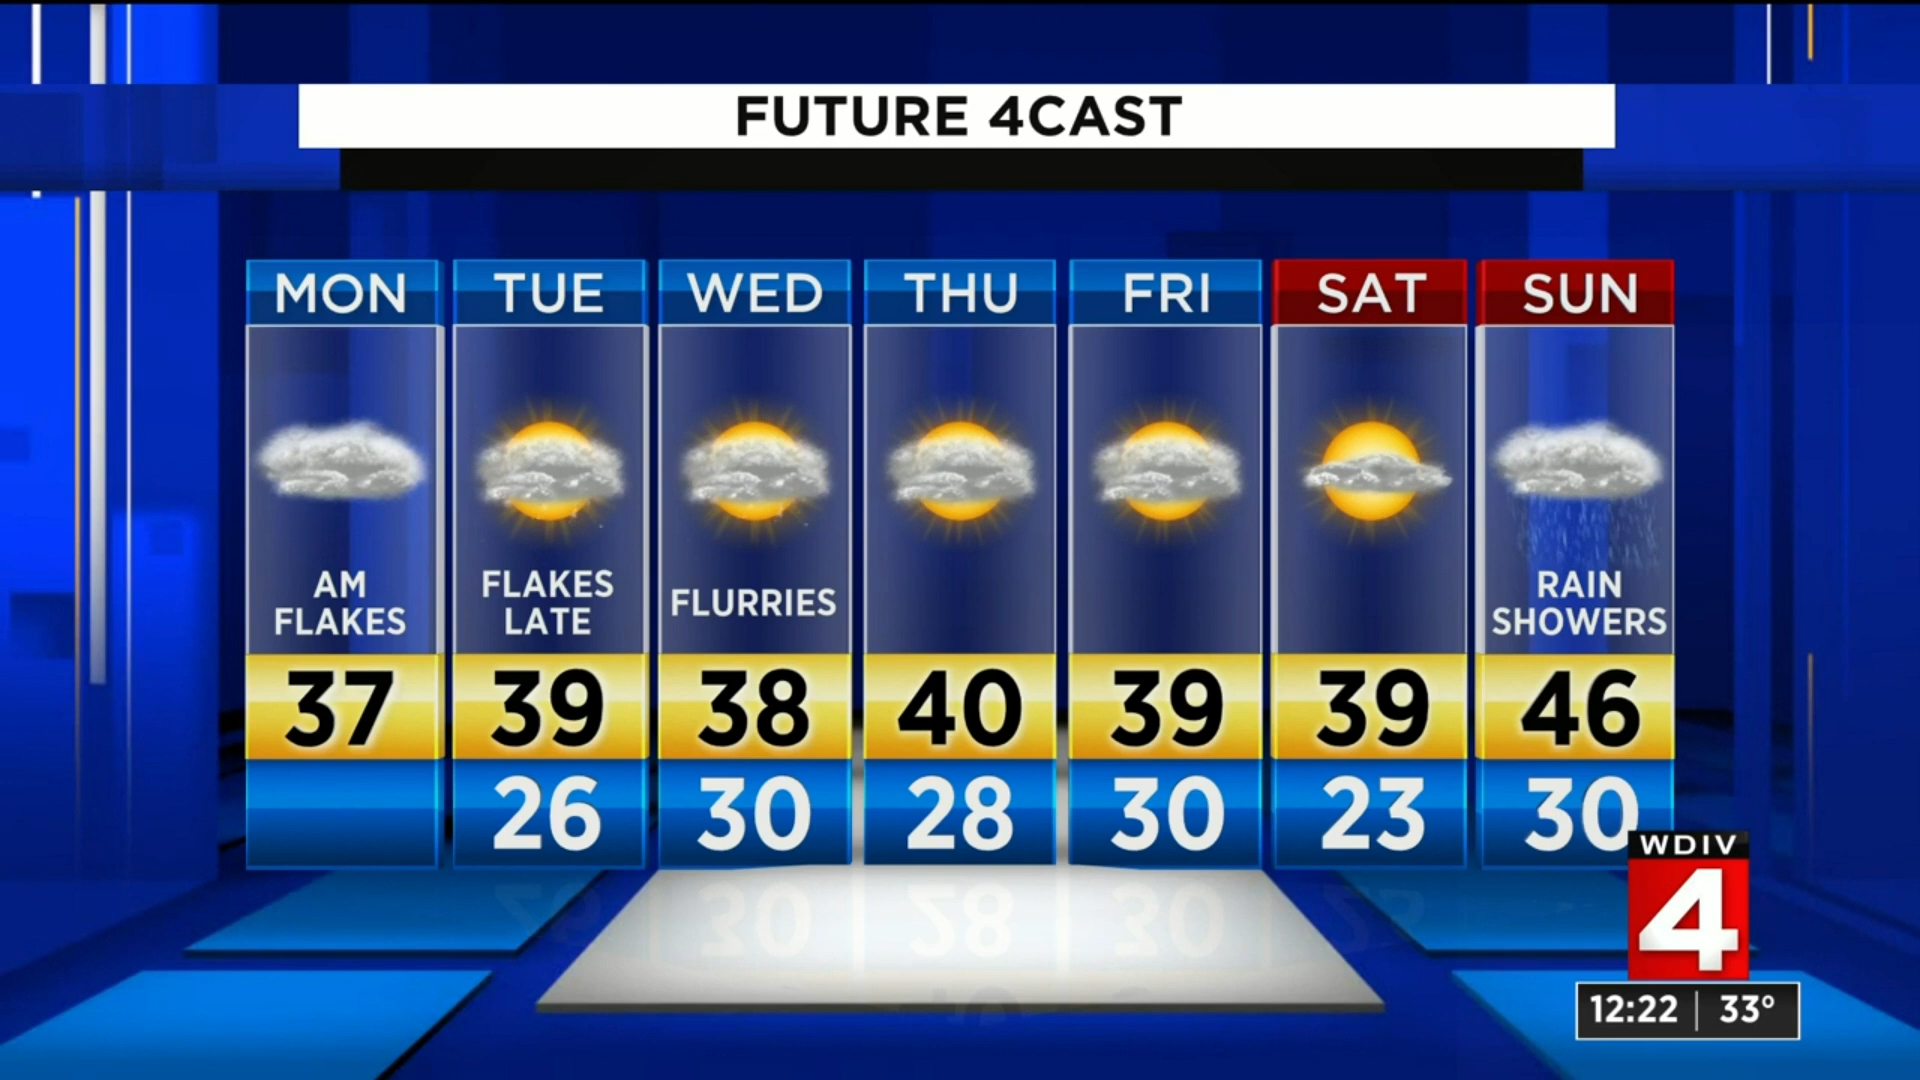 FUTURE 4CAST
MON TUE WED THU FRI SAT SUN
AM
FLAKES
FLAKES
LATE
FLURRIES
RAIN
SHOWERS
37 39 38 40 39 39 46
26 30 28 30 23 30
WDIV
4
12:22 33°